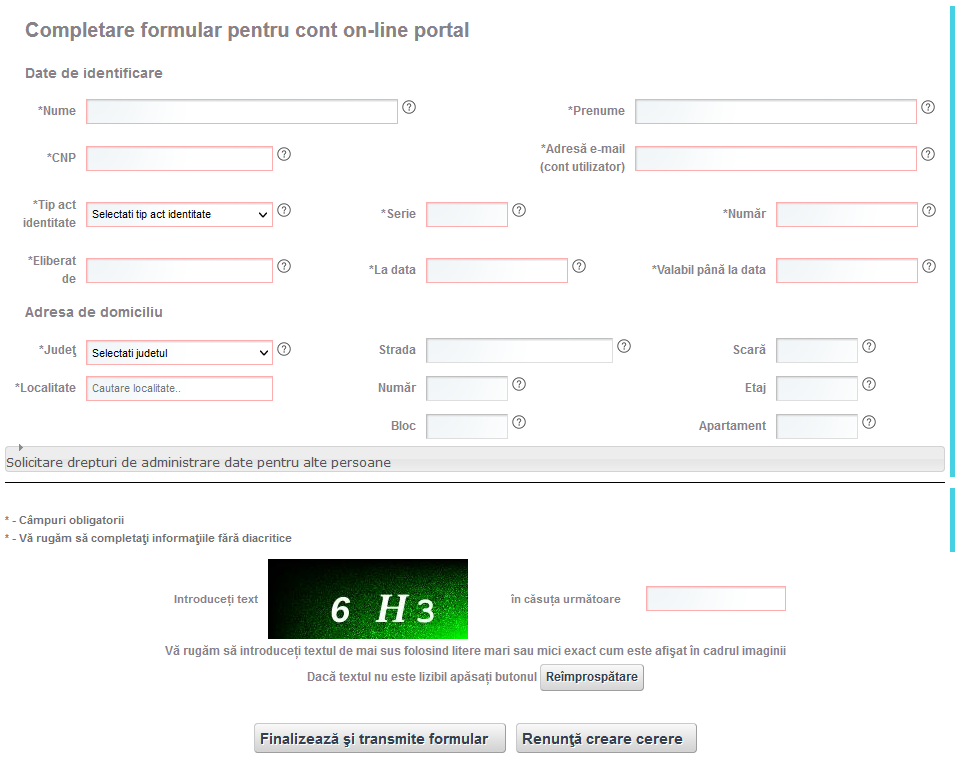 Completare formular pentru cont on-line portal
Date de identificare
*Nume
*Prenume
*CNP
*Adresă e-mail
(cont utilizator)
*Tip act
identitate
Selectati tip act identitate
*Serie
*Număr
*Eliberat
de
*La data
*Valabil până la data
Adresa de domiciliu
*Judeţ
Selectati judetul
Strada
Scară
*Localitate
Cautare localitate..
Număr
Etaj
Bloc
Apartament
Solicitare drepturi de administrare date pentru alte persoane
* - Câmpuri obligatorii
* - Vă rugăm să completaţi informaţiile fără diacritice
Introduceți text
6 H 3
în căsuța următoare
Vă rugăm să introduceți textul de mai sus folosind litere mari sau mici exact cum este afişat în cadrul imaginii
Dacă textul nu este lizibil apăsați butonul
Reîmprospătare
Finalizează şi transmite formular
Renunţă creare cerere